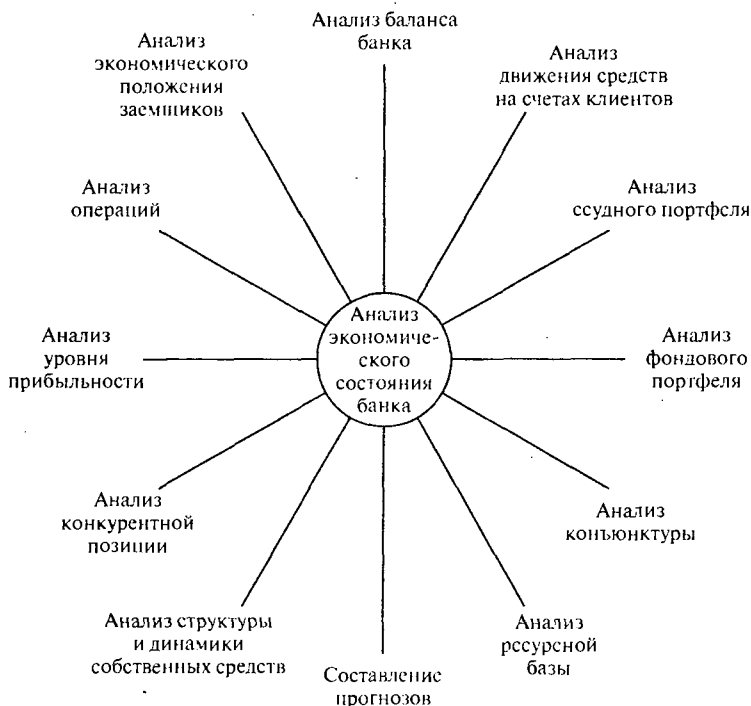 Анализ баланса
банка
Анализ
движения средств
на счетах клиентов
Анализ
ссудного портфеля
Анализ
фондового
портфеля
Анализ
конъюнктуры
Анализ
ресурсной
базы
Составление
прогнозов
Анализ структуры
и динамики
собственных средств
Анализ
конкурентной
позиции
Анализ
уровня
прибыльности
Анализ
операций
Анализ
экономического
положения
заемщиков
Анализ
экономиче-
ского
состояния
банка